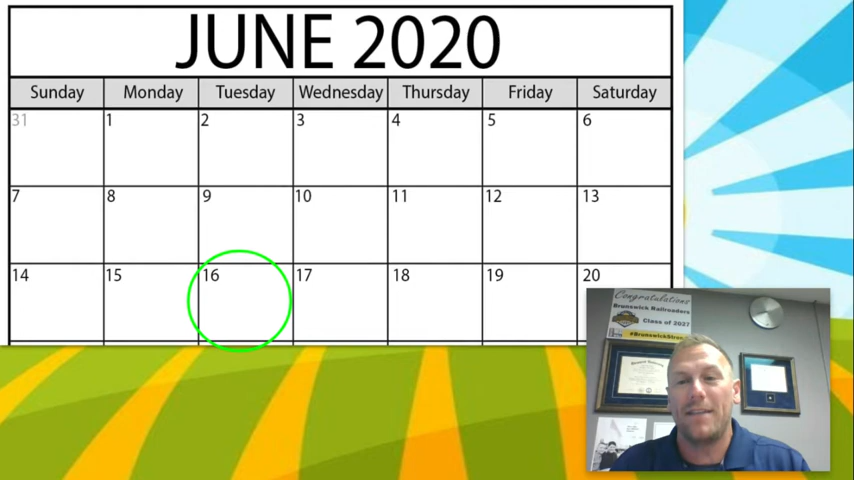 JUNE 2020
Sunday Monday Tuesday Wednesday Thursday Friday Saturday
31 1 2 3 4 5 6
7 8 9 10 11 12 13
14 15 16 17 18 19 20
Congratulations
Brunswick Railroaders
Class of 2027
#BrunswickStron